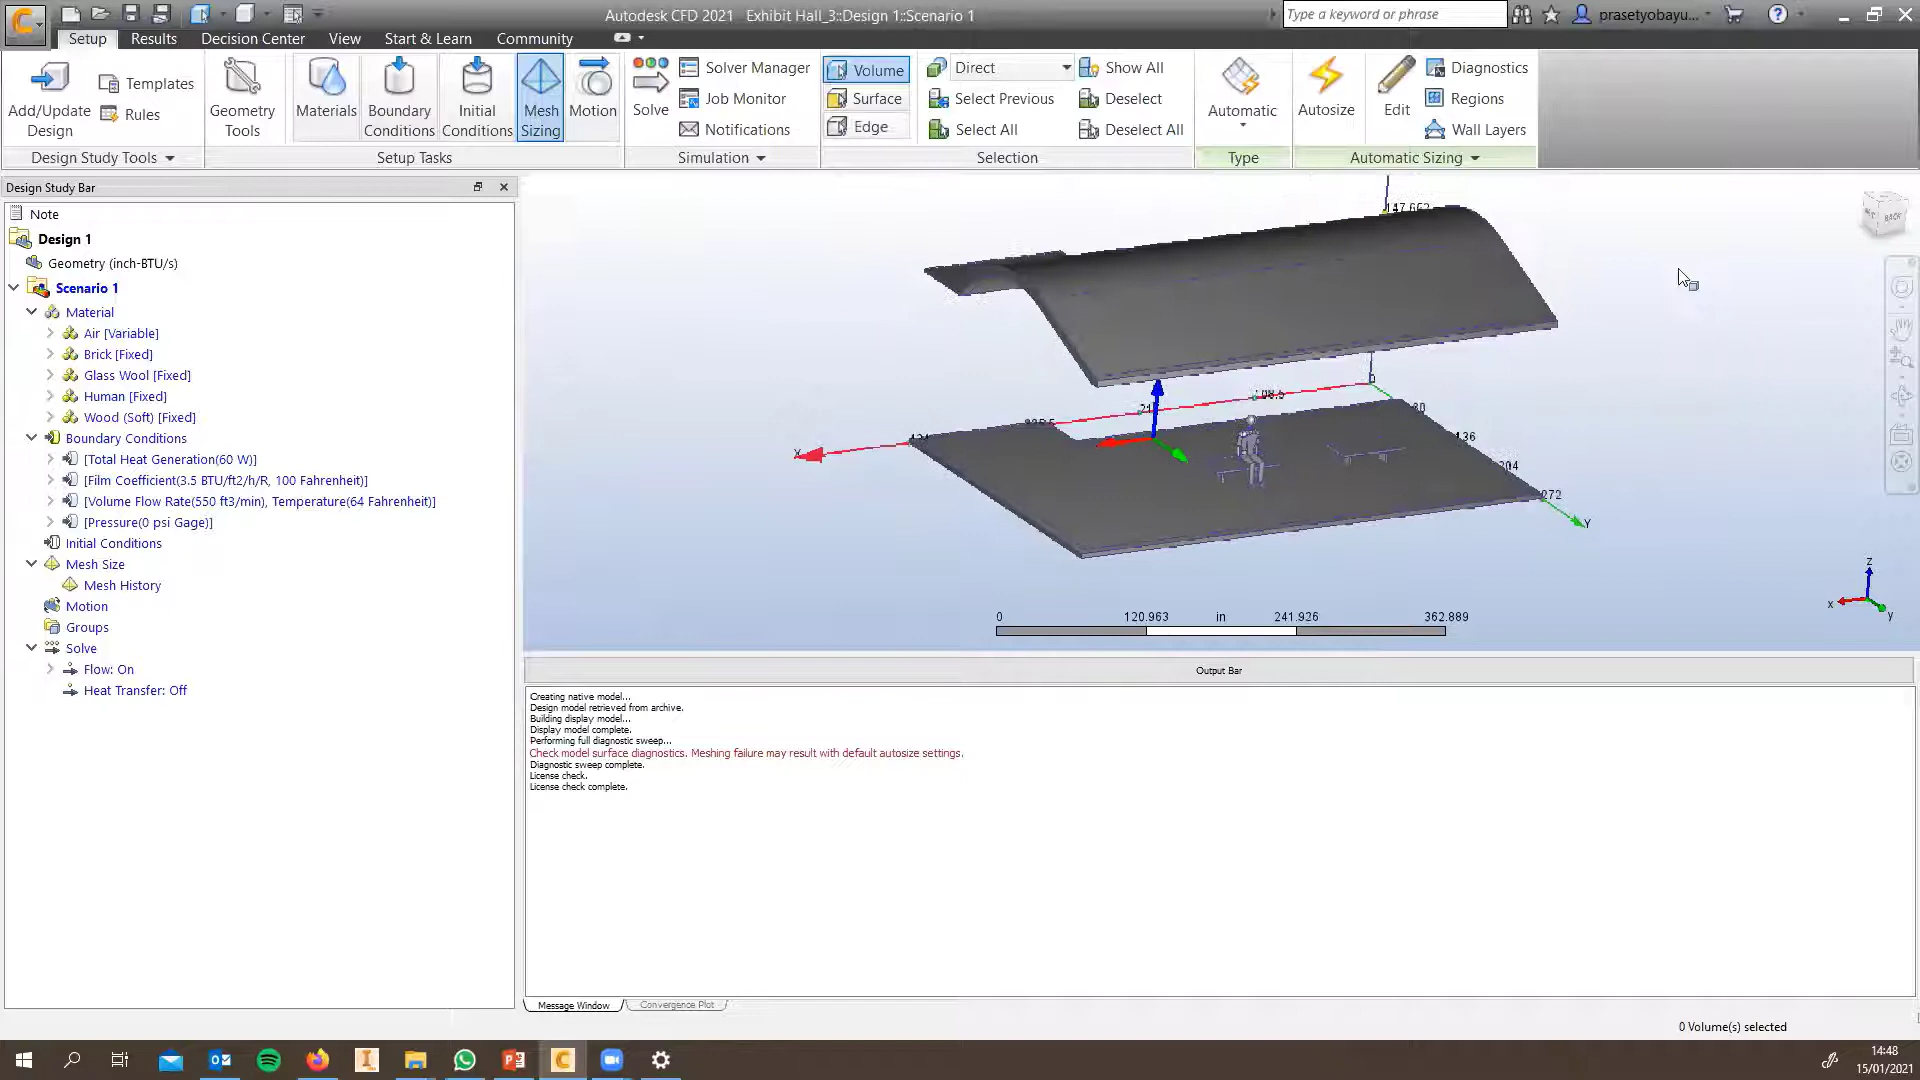 Autodesk CFD 2021 Exhibit Hall_3::Design 1::Scenario 1
Type a keyword or phrase
prasetyobayu...
Setup
Results
Decision Center
View
Start & Learn
Community
Add/Update Design
Templates
Rules
Design Study Tools
Geometry Tools
Materials
Boundary Conditions
Initial Conditions
Mesh Sizing
Motion
Setup Tasks
Solve
Solver Manager
Job Monitor
Notifications
Simulation
Volume
Surface
Edge
Direct
Select Previous
Select All
Show All
Deselect
Deselect All
Selection
Automatic
Type
Autosize
Edit
Diagnostics
Regions
Wall Layers
Automatic Sizing
Design Study Bar
Note
Design 1
Geometry (inch-BTU/s)
Scenario 1
Material
Air [Variable]
Brick [Fixed]
Glass Wool [Fixed]
Human [Fixed]
Wood (Soft) [Fixed]
Boundary Conditions
[Total Heat Generation(60 W)]
[Film Coefficient(3.5 BTU/ft2/h/R, 100 Fahrenheit)]
[Volume Flow Rate(550 ft3/min), Temperature(64 Fahrenheit)]
[Pressure(0 psi Gage)]
Initial Conditions
Mesh Size
Mesh History
Motion
Groups
Solve
Flow: On
Heat Transfer: Off
147.662
BACK
0
X
136
272
Y
0 120.963 in 241.926 362.889
z
x
y
Output Bar
Creating native model...
Design model retrieved from archive.
Building display model...
Display model complete.
Performing full diagnostic sweep...
Check model surface diagnostics. Meshing failure may result with default autosize settings.
Diagnostic sweep complete.
License check.
License check complete.
Message Window
Convergence Plot
0 Volume(s) selected
14:48
15/01/2021